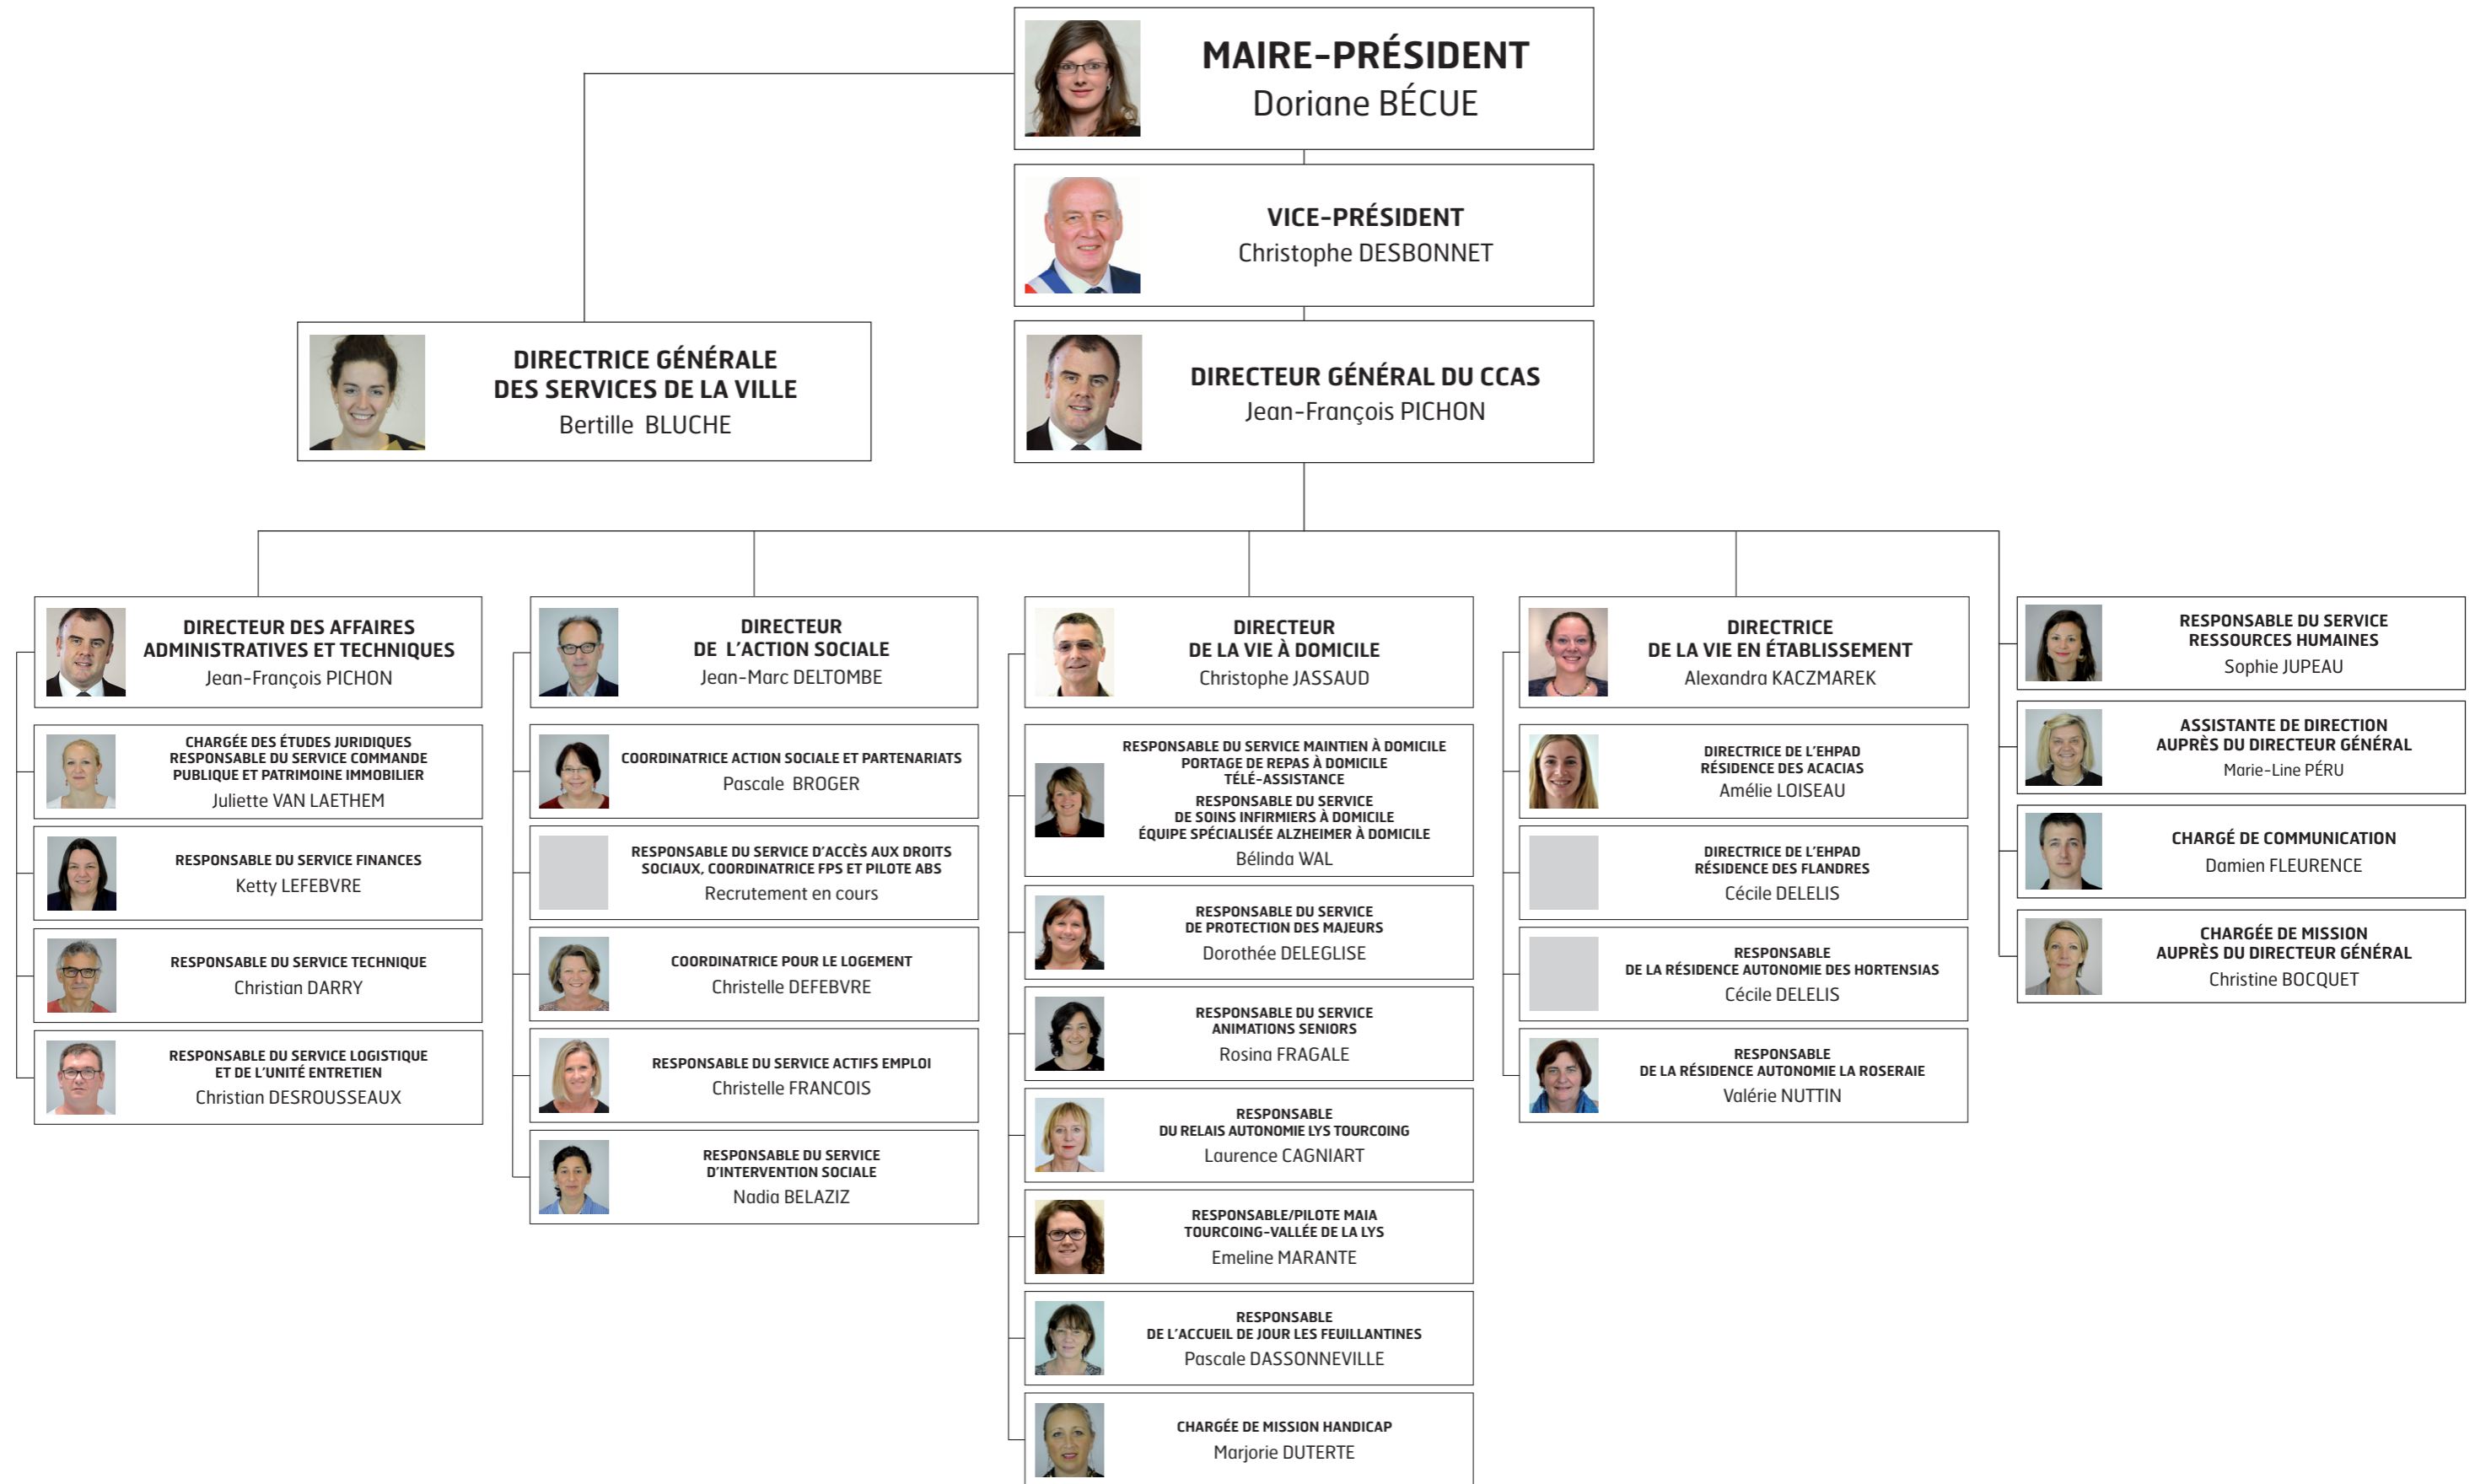 MAIRE-PRÉSIDENT
Doriane BÉCUE
VICE-PRÉSIDENT
Christophe DESBONNET
DIRECTRICE GÉNÉRALE
DES SERVICES DE LA VILLE
Bertille BLUCHE
DIRECTEUR GÉNÉRAL DU CCAS
Jean-François PICHON
DIRECTEUR DES AFFAIRES
ADMINISTRATIVES ET TECHNIQUES
Jean-François PICHON
CHARGÉE DES ÉTUDES JURIDIQUES
RESPONSABLE DU SERVICE COMMANDE
PUBLIQUE ET PATRIMOINE IMMOBILIER
Juliette VAN LAETHEM
RESPONSABLE DU SERVICE FINANCES
Ketty LEFEBVRE
RESPONSABLE DU SERVICE TECHNIQUE
Christian DARRY
RESPONSABLE DU SERVICE LOGISTIQUE
ET DE L'UNITÉ ENTRETIEN
Christian DESROUSSEAUX
DIRECTEUR
DE L'ACTION SOCIALE
Jean-Marc DELTOMBE
COORDINATRICE ACTION SOCIALE ET PARTENARIATS
Pascale BROGER
RESPONSABLE DU SERVICE D'ACCÈS AUX DROITS
SOCIAUX, COORDINATRICE FPS ET PILOTE ABS
Recrutement en cours
COORDINATRICE POUR LE LOGEMENT
Christelle DEFEBVRE
RESPONSABLE DU SERVICE ACTIFS EMPLOI
Christelle FRANCOIS
RESPONSABLE DU SERVICE
D'INTERVENTION SOCIALE
Nadia BELAZIZ
DIRECTEUR
DE LA VIE À DOMICILE
Christophe JASSAUD
RESPONSABLE DU SERVICE MAINTIEN À DOMICILE
PORTAGE DE REPAS À DOMICILE
TÉLÉ-ASSISTANCE
RESPONSABLE DU SERVICE
DE SOINS INFIRMIERS À DOMICILE
ÉQUIPE SPÉCIALISÉE ALZHEIMER À DOMICILE
Bélinda WAL
RESPONSABLE DU SERVICE
DE PROTECTION DES MAJEURS
Dorothée DELEGLISE
RESPONSABLE DU SERVICE
ANIMATIONS SENIORS
Rosina FRAGALE
RESPONSABLE
DU RELAIS AUTONOMIE LYS TOURCOING
Laurence CAGNIART
RESPONSABLE/PILOTE MAIA
TOURCOING-VALLÉE DE LA LYS
Emeline MARANTE
RESPONSABLE
DE L'ACCUEIL DE JOUR LES FEUILLANTINES
Pascale DASSONNEVILLE
CHARGÉE DE MISSION HANDICAP
Marjorie DUTERTE
DIRECTRICE
DE LA VIE EN ÉTABLISSEMENT
Alexandra KACZMAREK
DIRECTRICE DE L'EHPAD
RÉSIDENCE DES ACACIAS
Amélie LOISEAU
DIRECTRICE DE L'EHPAD
RÉSIDENCE DES FLANDRES
Cécile DELELIS
RESPONSABLE
DE LA RÉSIDENCE AUTONOMIE DES HORTENSIAS
Cécile DELELIS
RESPONSABLE
DE LA RÉSIDENCE AUTONOMIE LA ROSERAIE
Valérie NUTTIN
RESPONSABLE DU SERVICE
RESSOURCES HUMAINES
Sophie JUPEAU
ASSISTANTE DE DIRECTION
AUPRÈS DU DIRECTEUR GÉNÉRAL
Marie-Line PÉRU
CHARGÉ DE COMMUNICATION
Damien FLEURENCE
CHARGÉE DE MISSION
AUPRÈS DU DIRECTEUR GÉNÉRAL
Christine BOCQUET